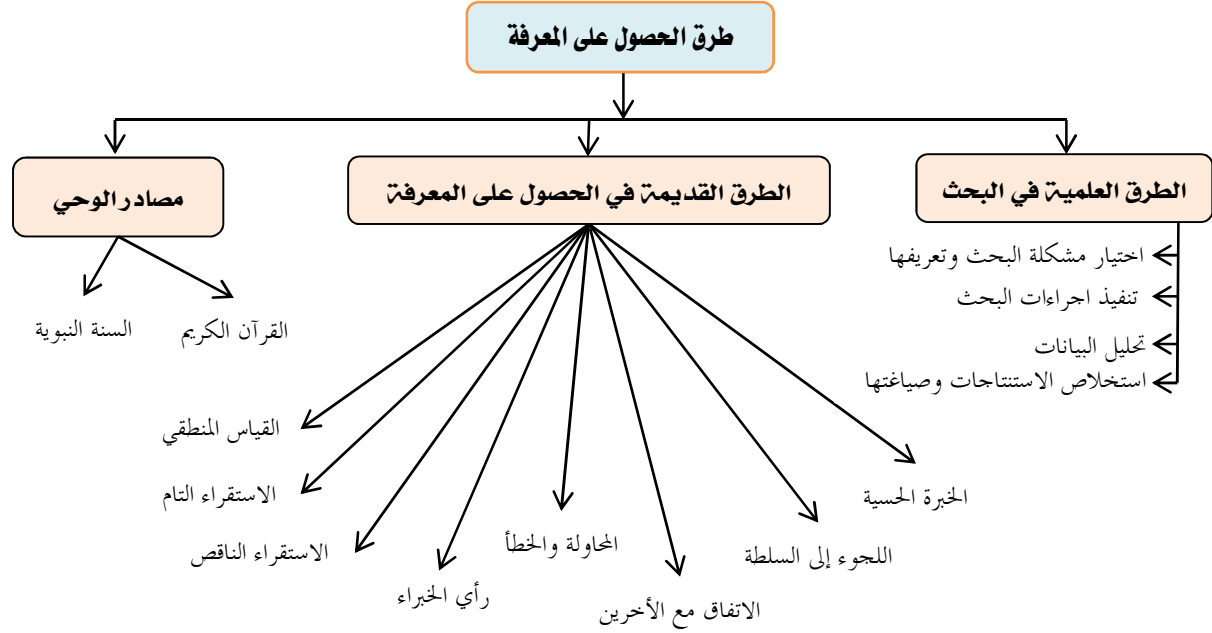 طرق الحصول على المعرفة
الطرق العلمية في البحث
الطرق القديمة في الحصول على المعرفة
مصادر الوحي
اختيار مشكلة البحث وتعريفها
تنفيذ اجراءات البحث
تحليل البيانات
استخلاص الاستنتاجات وصياغتها
الخبرة الحسية
اللجوء إلى السلطة
الاتفاق مع الأخرين
المحاولة والخطأ
رأي الخبراء
الاستقراء الناقص
الاستقراء التام
القياس المنطقي
القرآن الكريم
السنة النبوية